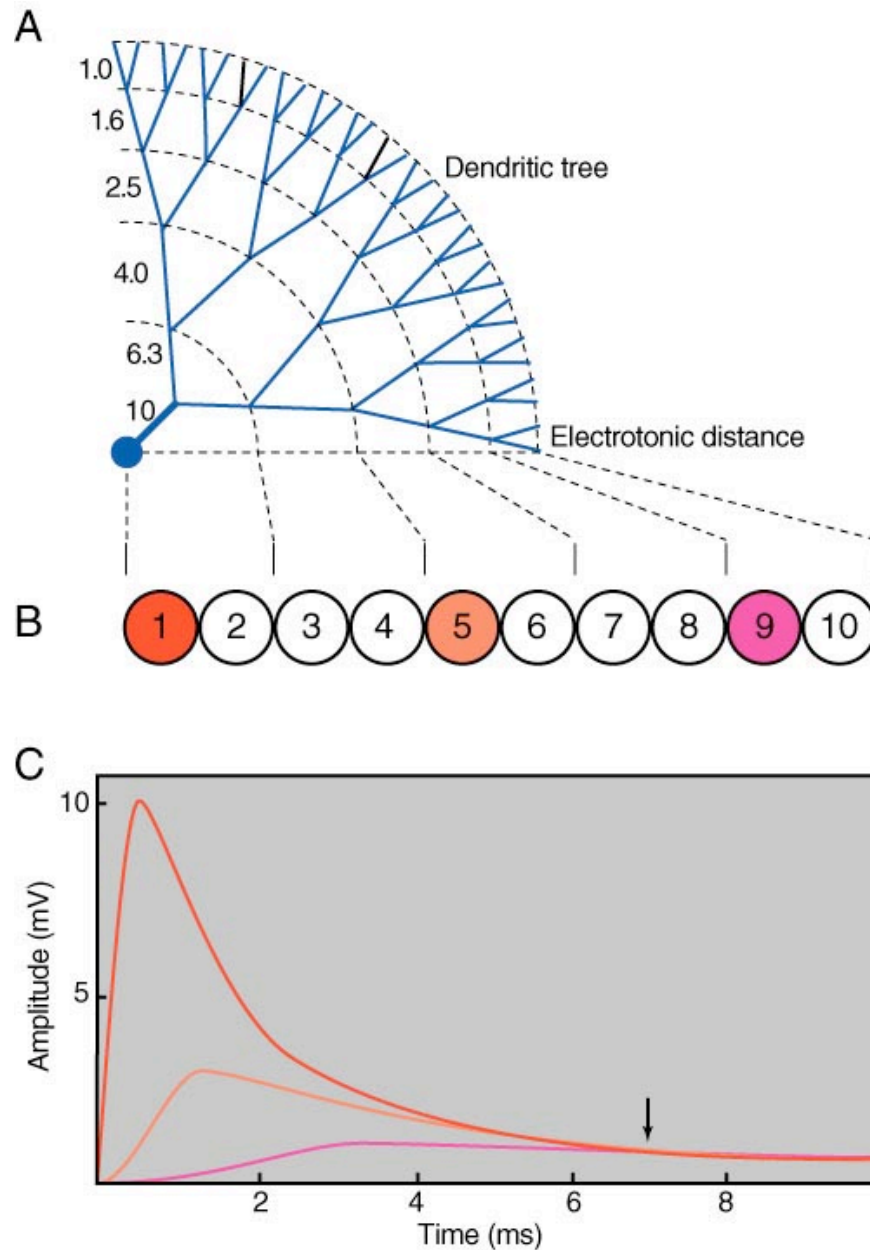 A
1.0
1.6
2.5
Dendritic tree
4.0
6.3
10
Electrotonic distance
B
1 2 3 4 5 6 7 8 9 10
C
10
5
Amplitude (mV)
2 4 6 8
Time (ms)